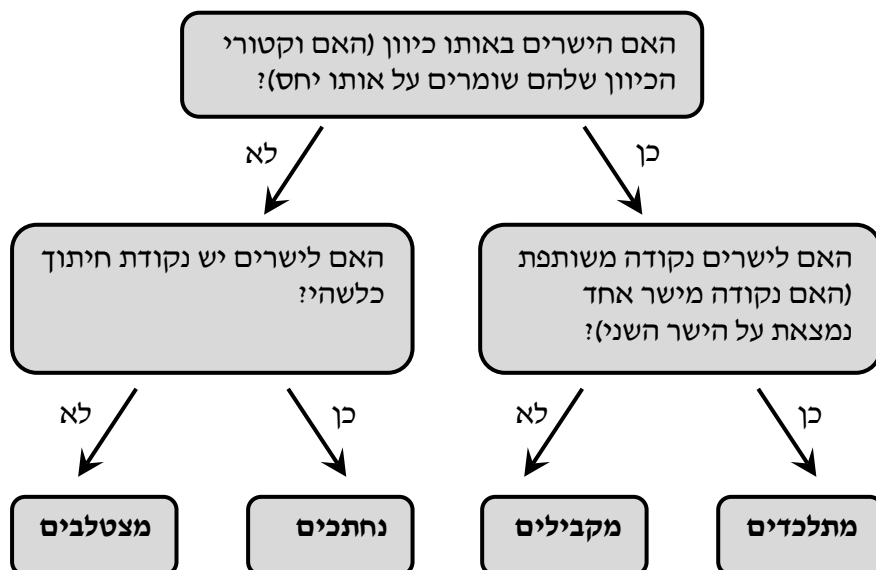 האם הישרים באותו כיוון (האם וקטורי
הכיוון שלהם שומרים על אותו יחס)?
כן
לא
האם לישרים נקודה משותפת
(האם נקודה מישר אחד
נמצאת על הישר השני)?
האם לישרים יש נקודת חיתוך
כלשהי?
כן
לא
כן
לא
מתלכדים
מקבילים
נחתכים
מצטלבים